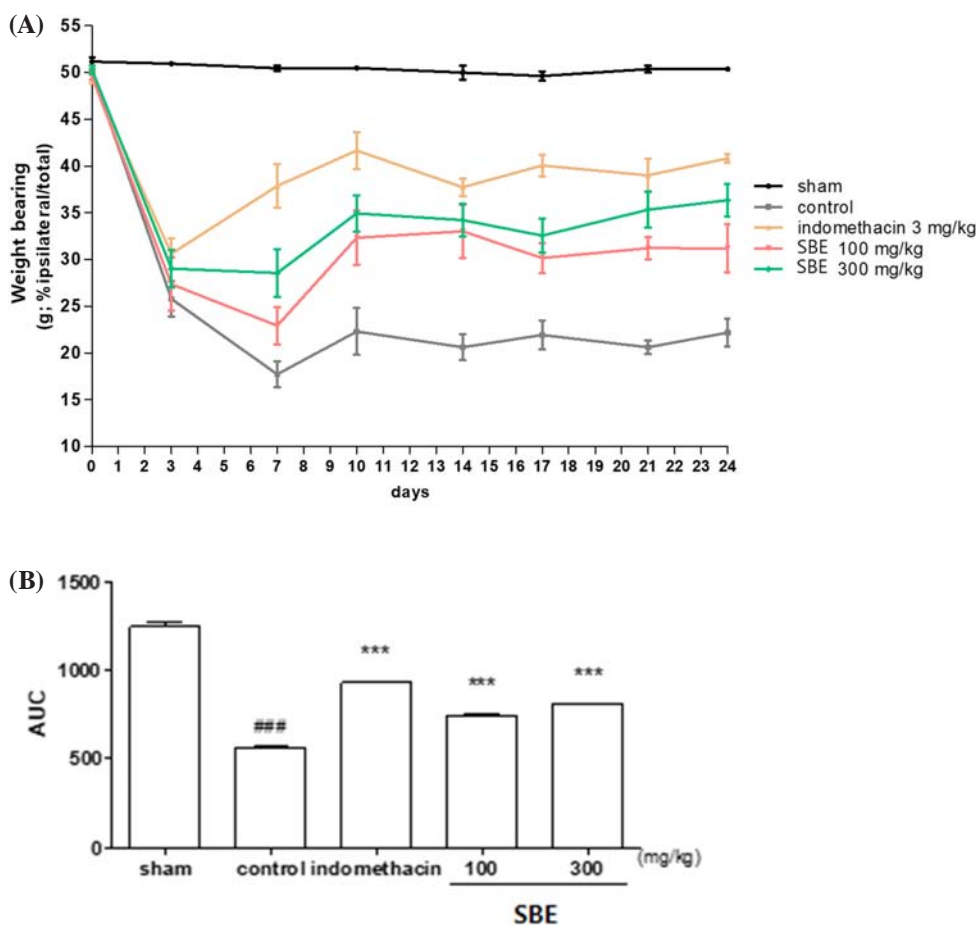 (A)
55
50
45
40
35
30
25
20
15
10
Weight bearing
(g; %ipsilateral/total)
0 1 2 3 4 5 6 7 8 9 10 11 12 13 14 15 16 17 18 19 20 21 22 23 24
days
sham
control
indomethacin 3 mg/kg
SBE 100 mg/kg
SBE 300 mg/kg
(B)
1500
1000
500
0
AUC
###
***
***
***
sham control indomethacin 100 300 (mg/kg)
SBE